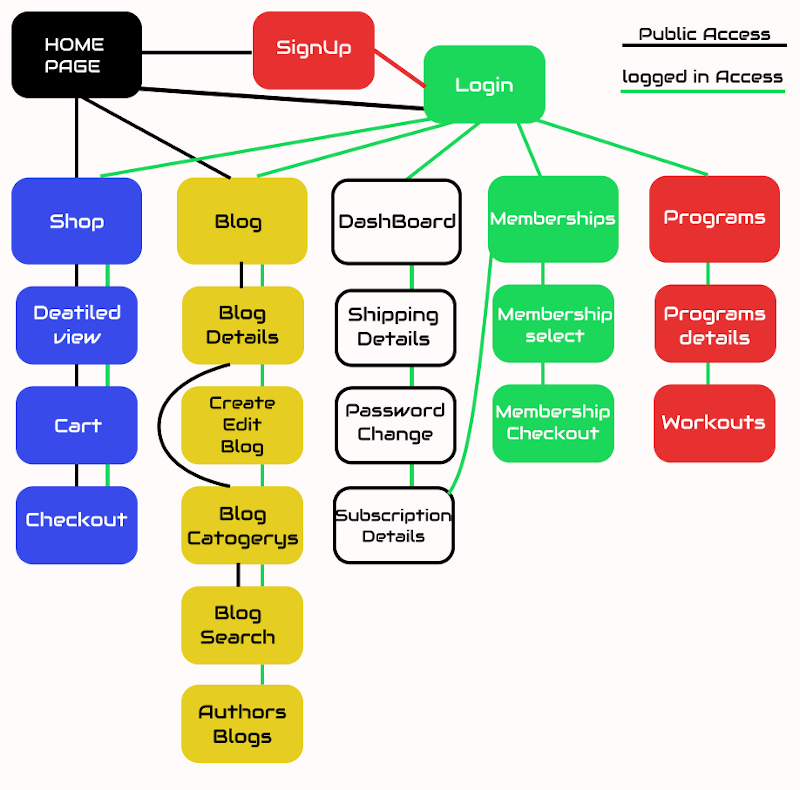 HOME
PAGE
SignUp
Login
Public Access
logged in Access
Shop
Blog
DashBoard
Memberships
Programs
Deatiled
view
Blog
Details
Shipping
Details
Membership
select
Programs
details
Cart
Create
Edit
Blog
Password
Change
Membership
Checkout
Workouts
Checkout
Blog
Catogerys
Subscription
Details
Blog
Search
Authors
Blogs